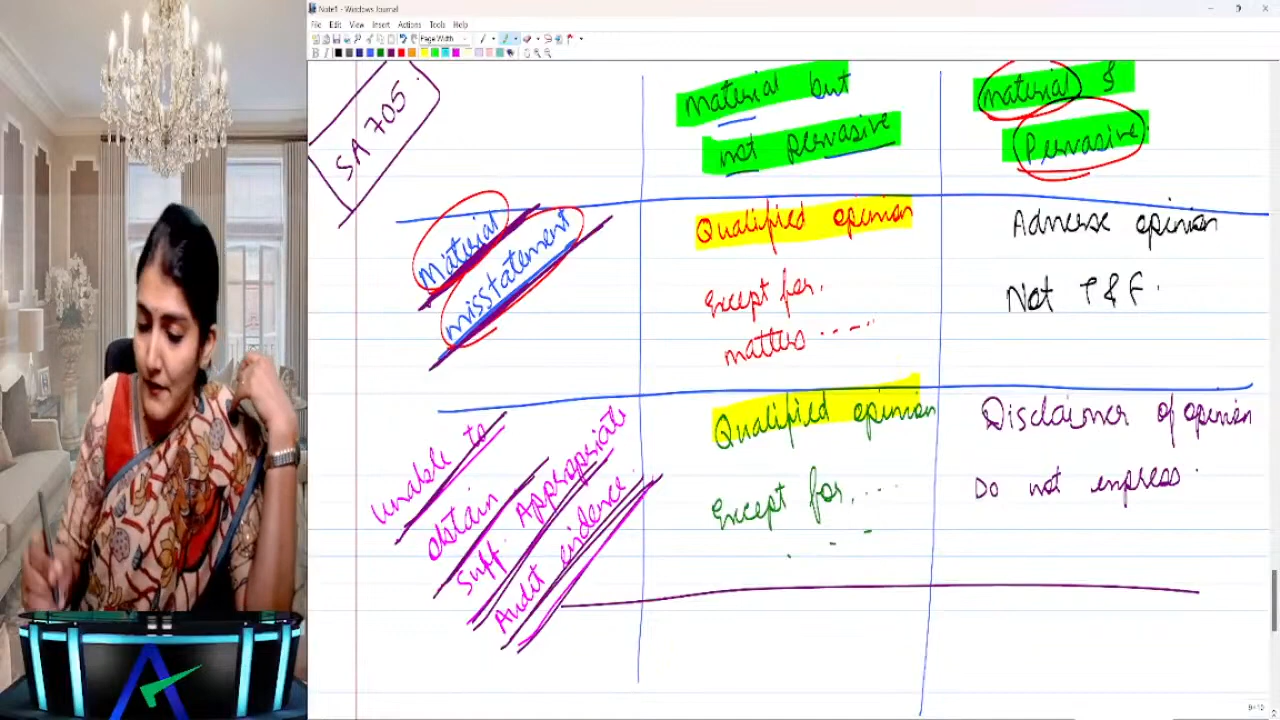 Note1 - Windows Journal
File Edit View Insert Actions Tools Help
Page Width
SA 705
Material but
not pervasive
material &
Pervasive
Material
misstatement
Qualified opinion
Except for.
matters ....
Adverse opinion
Not T & F.
Unable to
obtain
Suff. Appropriate
Audit evidence.
Qualified opinion
Except for....
Disclaimer of opinion
Do not express